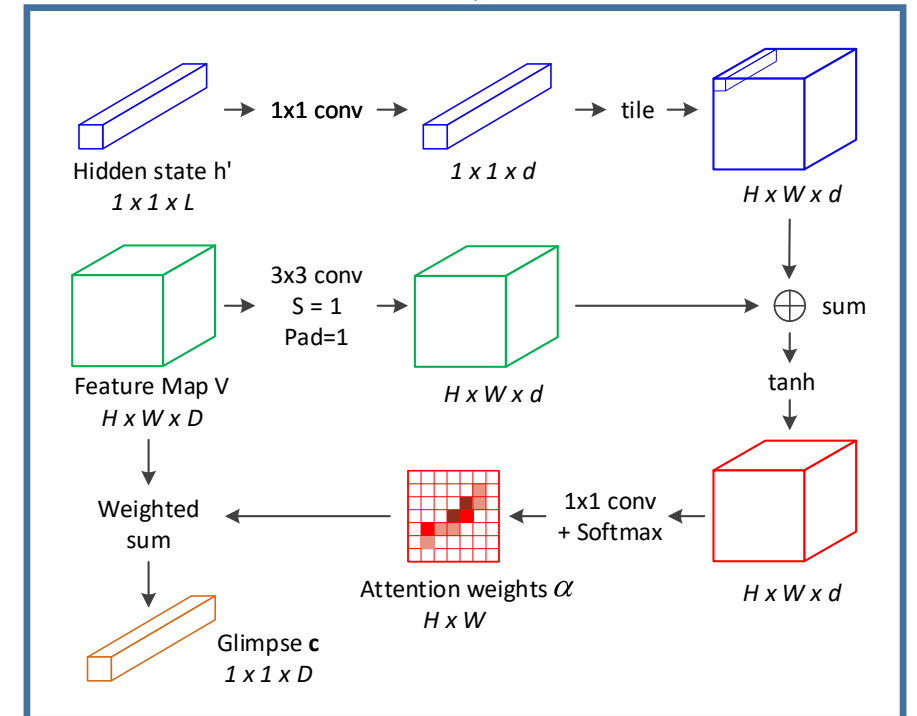 1x1 conv
tile
Hidden state h'
1 x 1 x L
1 x 1 x d
H x W x d
3x3 conv
S = 1
Pad=1
sum
Feature Map V
H x W x D
H x W x d
tanh
Weighted
sum
1x1 conv
+ Softmax
Attention weights α
H x W
H x W x d
Glimpse c
1 x 1 x D